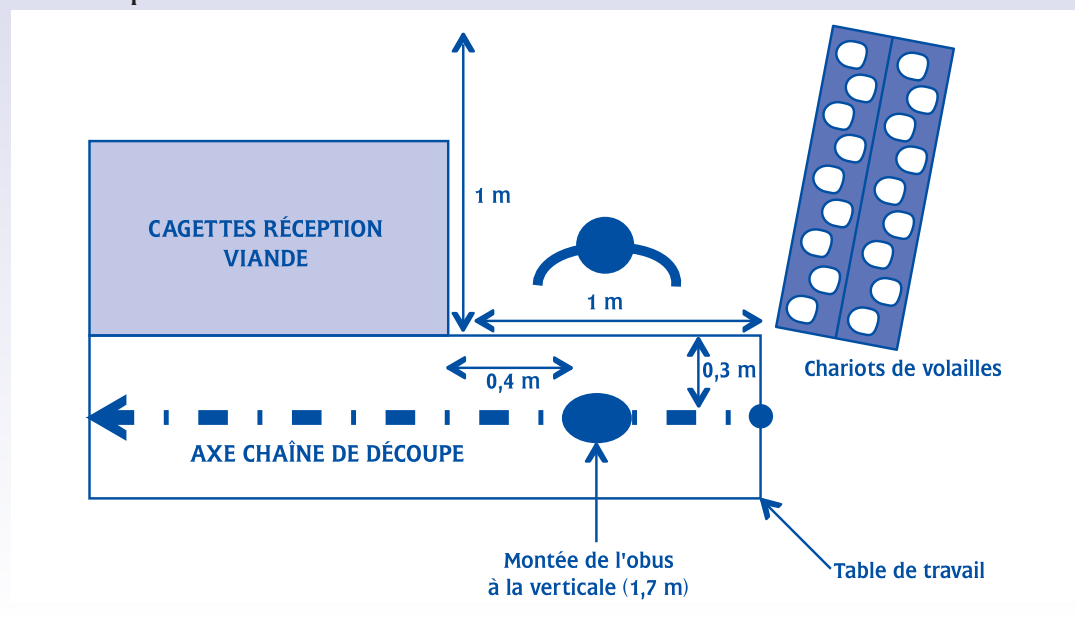 CAGETTES RÉCEPTION
VIANDE
1 m
1 m
0,4 m
0,3 m
Chariots de volailles
AXE CHAÎNE DE DÉCOUPE
Montée de l'obus
à la verticale (1,7 m)
Table de travail